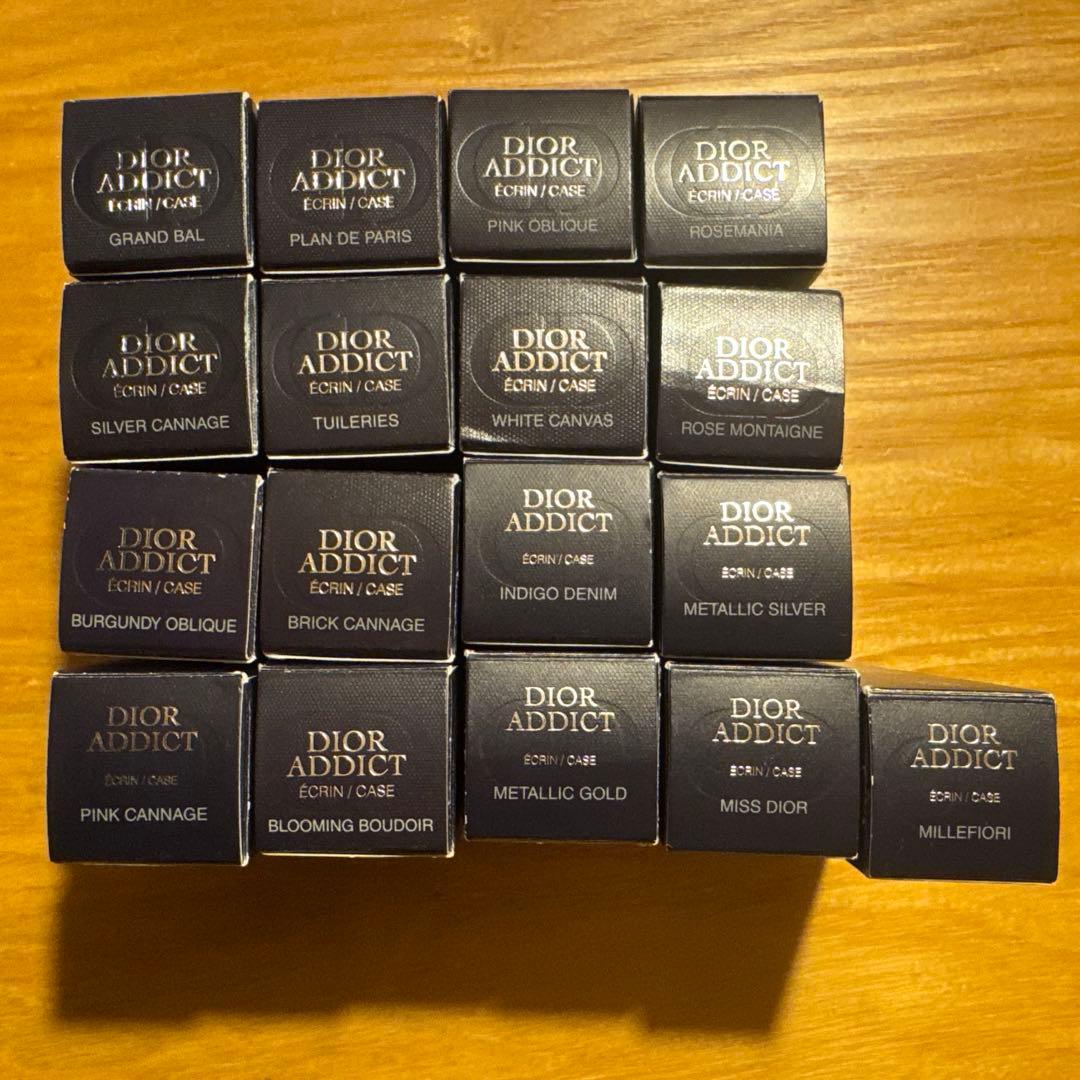 DIOR
ADDICT
ÉCRIN / CASE
GRAND BAL
DIOR
ADDICT
ÉCRIN / CASE
PLAN DE PARIS
DIOR
ADDICT
ÉCRIN / CASE
PINK OBLIQUE
DIOR
ADDICT
ÉCRIN / CASE
ROSEMANIA
DIOR
ADDICT
ÉCRIN / CASE
SILVER CANNAGE
DIOR
ADDICT
ÉCRIN / CASE
TUILERIES
DIOR
ADDICT
ÉCRIN / CASE
WHITE CANVAS
DIOR
ADDICT
ÉCRIN / CASE
ROSE MONTAIGNE
DIOR
ADDICT
ÉCRIN / CASE
BURGUNDY OBLIQUE
DIOR
ADDICT
ÉCRIN / CASE
BRICK CANNAGE
DIOR
ADDICT
ÉCRIN / CASE
INDIGO DENIM
DIOR
ADDICT
ÉCRIN / CASE
METALLIC SILVER
DIOR
ADDICT
ÉCRIN / CASE
PINK CANNAGE
DIOR
ADDICT
ÉCRIN / CASE
BLOOMING BOUDOIR
DIOR
ADDICT
ÉCRIN / CASE
METALLIC GOLD
DIOR
ADDICT
ÉCRIN / CASE
MISS DIOR
DIOR
ADDICT
ÉCRIN / CASE
MILLEFIORI